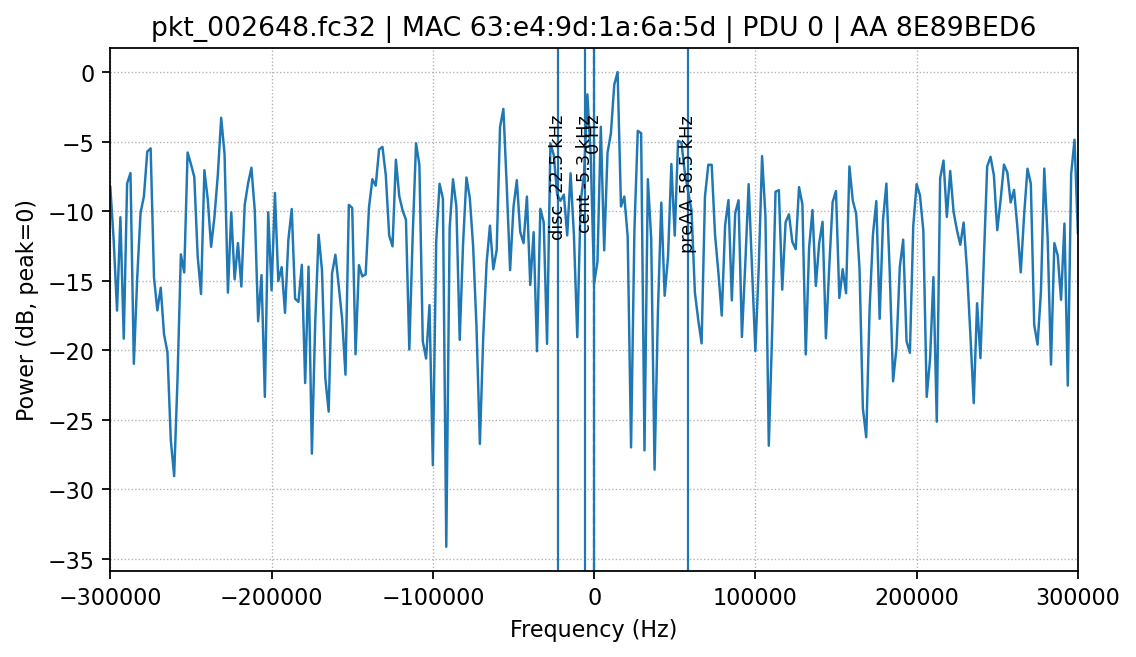 pkt_002648.fc32 | MAC 63:e4:9d:1a:6a:5d | PDU 0 | AA 8E89BED6
Power (dB, peak=0)
0
−5
−10
−15
−20
−25
−30
−35
disc -22.5 kHz
cent -5.3 kHz
0 Hz
preAA 58.5 kHz
−300000
−200000
−100000
0
100000
200000
300000
Frequency (Hz)